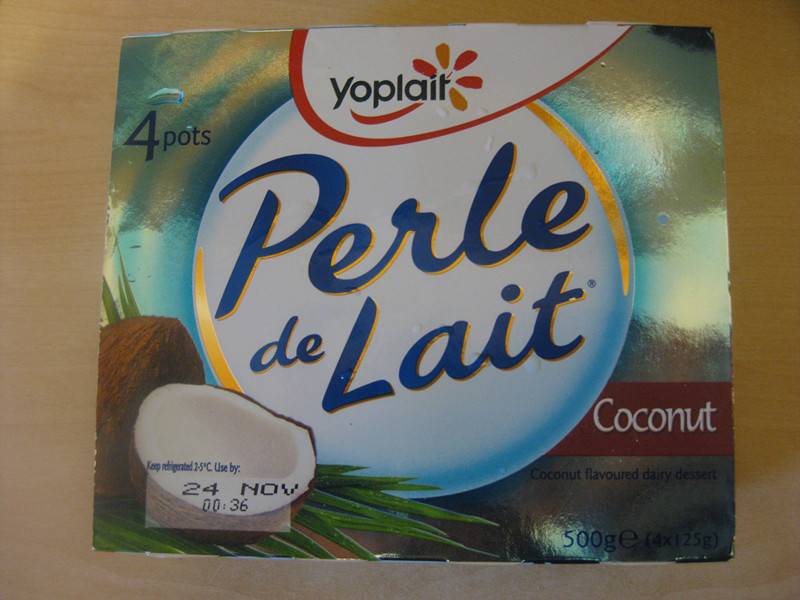 yoplait
4 pots
Perle
de Lait®
Coconut
Coconut flavoured dairy dessert
Keep refrigerated 2-5°C. Use by:
24 NOV
00:36
500g e (4x125g)